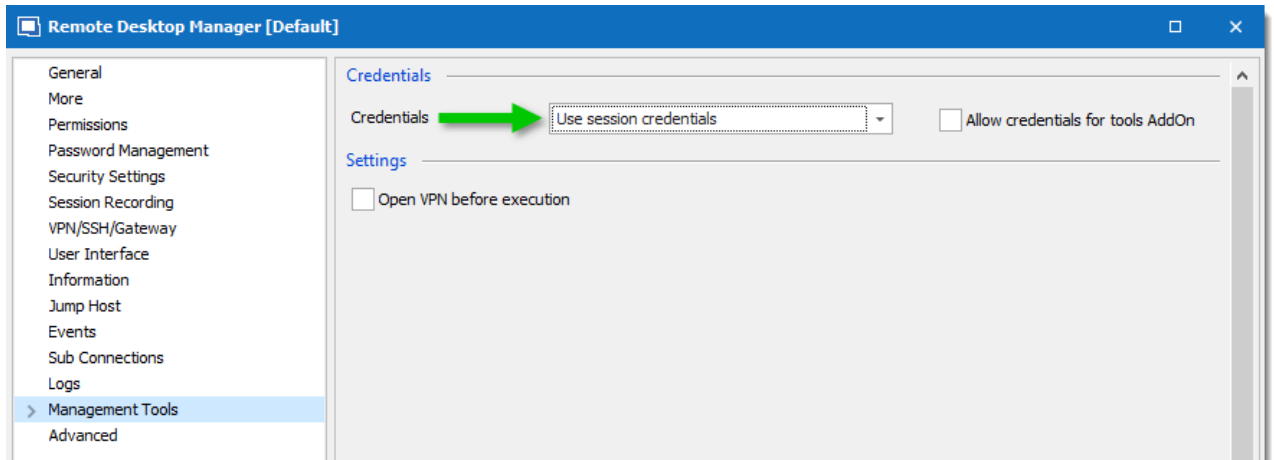 Remote Desktop Manager [Default]
General
More
Permissions
Password Management
Security Settings
Session Recording
VPN/SSH/Gateway
User Interface
Information
Jump Host
Events
Sub Connections
Logs
Management Tools
Advanced
Credentials
Credentials Use session credentials Allow credentials for tools AddOn
Settings
Open VPN before execution